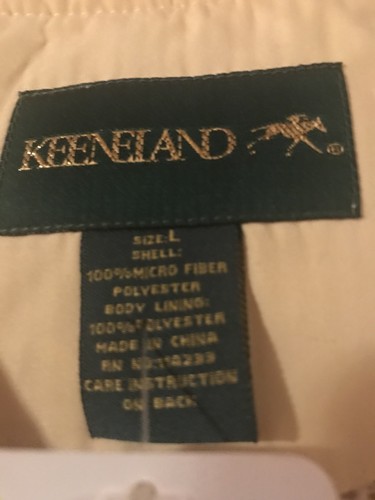 KEENELAND ®
SIZE: L
SHELL:
100% MICRO FIBER
POLYESTER
BODY LINING:
100% POLYESTER
MADE IN CHINA
RN NO.
CARE INSTRUCTION
ON BACK